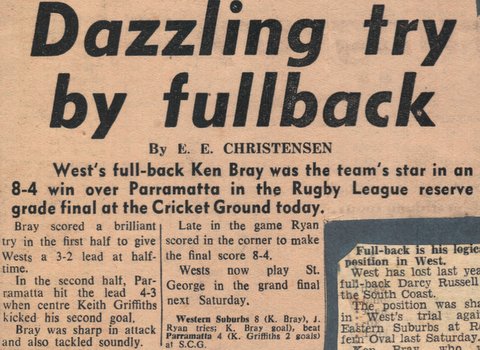 Dazzling try
by fullback
By E. E. CHRISTENSEN
West's full-back Ken Bray was the team's star in an
8-4 win over Parramatta in the Rugby League reserve
grade final at the Cricket Ground today.
Bray scored a brilliant
try in the first half to give
Wests a 3-2 lead at half-
time.
In the second half, Par-
ramatta hit the lead 4-3
when centre Keith Griffiths
kicked his second goal.
Bray was sharp in attack
and also tackled soundly.
Late in the game Ryan
scored in the corner to make
the final score 8-4.
Wests now play St.
George in the grand final
next Saturday.
Western Suburbs 8 (K. Bray), J.
Ryan tries; K. Bray goal), beat
Parramatta 4 (K. Griffiths 2 goals)
at S.C.G.
Full-back is his legiti
position in West.
West has lost last yea
full-back Darcy Russell
the South Coast.
The position was sha
in West's trial again
Eastern Suburbs at R
fern Oval last Saturday.
Ken Bray, who